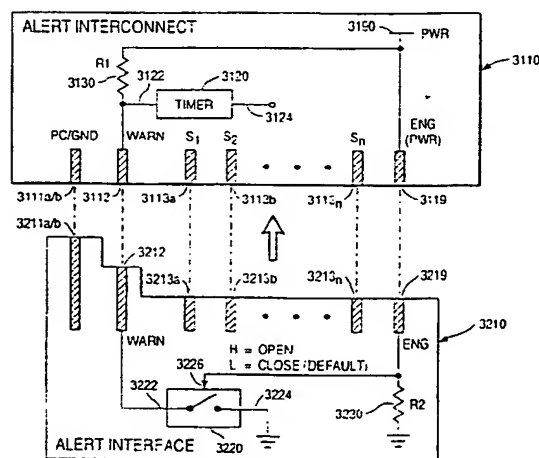 ALERT INTERCONNECT
3190
PWR
R1
3130
3122
3120
TIMER
3124
3110
PC/GND
WARN
S1
S2
Sn
ENG
(PWR)
3111a/b
3112
3113a
3113b
3113n
3119
3211a/b
3212
3213a
3213b
3213n
3219
3210
WARN
H = OPEN
L = CLOSE (DEFAULT)
ENG
3226
3222
3224
3220
3230
R2
ALERT INTERFACE